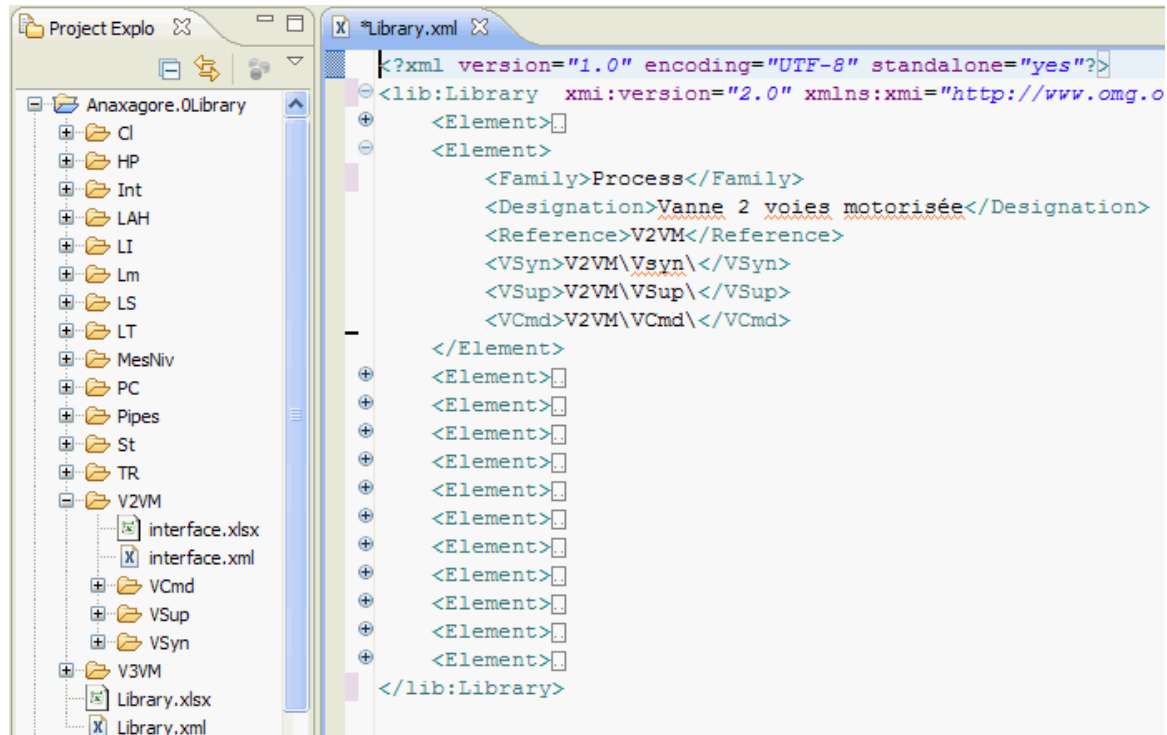 Project Explo
Anaxagore.0Library
Cl
HP
Int
LAH
LI
Lm
LS
LT
MesNiv
PC
Pipes
St
TR
V2VM
interface.xlsx
interface.xml
VCmd
VSup
VSyn
V3VM
Library.xlsx
Library.xml
*Library.xml
<?xml version="1.0" encoding="UTF-8" standalone="yes"?>
<lib:Library xmi:version="2.0" xmlns:xmi="http://www.omg.o
<Element>..
<Element>
<Family>Process</Family>
<Designation>Vanne 2 voies motorisée</Designation>
<Reference>V2VM</Reference>
<VSyn>V2VM\Vsyn\</VSyn>
<VSup>V2VM\VSup\</VSup>
<VCmd>V2VM\VCmd\</VCmd>
</Element>
<Element>..
<Element>..
<Element>..
<Element>..
<Element>..
<Element>..
<Element>..
<Element>..
<Element>..
<Element>..
<Element>..
</lib:Library>